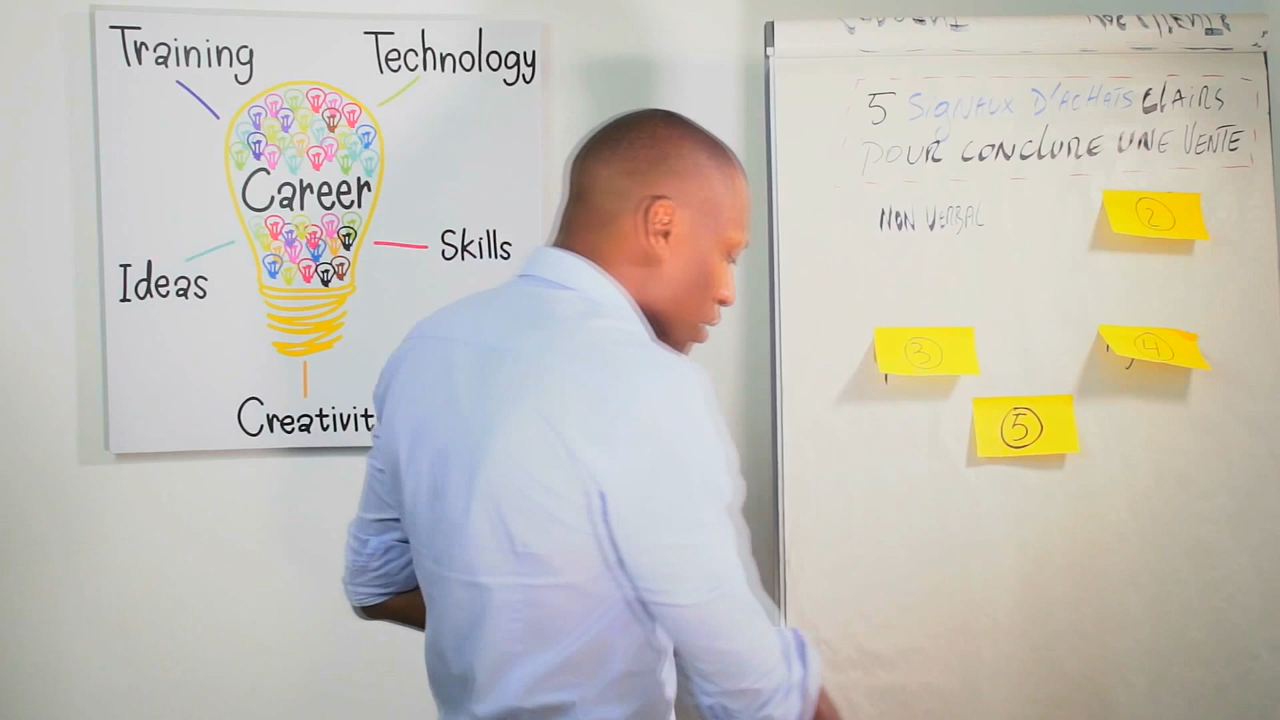 Training
Technology
Career
Skills
Ideas
Creativit
5 SignAUX D'ACHATS ClAIRS
POUR CONCLURE UNE VENTE
NON VERBAL
2
3
4
5